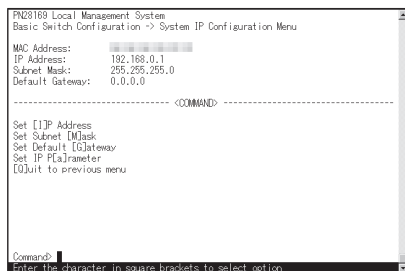 PN28169 Local Management System
Basic Switch Configuration -> System IP Configuration Menu
MAC Address:
IP Address: 192.168.0.1
Subnet Mask: 255.255.255.0
Default Gateway: 0.0.0.0
---------------------------------- <COMMAND> ------------------------------------
Set [I]P Address
Set Subnet [M]ask
Set Default [G]ateway
Set IP P[a]rameter
[Q]uit to previous menu
Command>
Enter the character in square brackets to select option